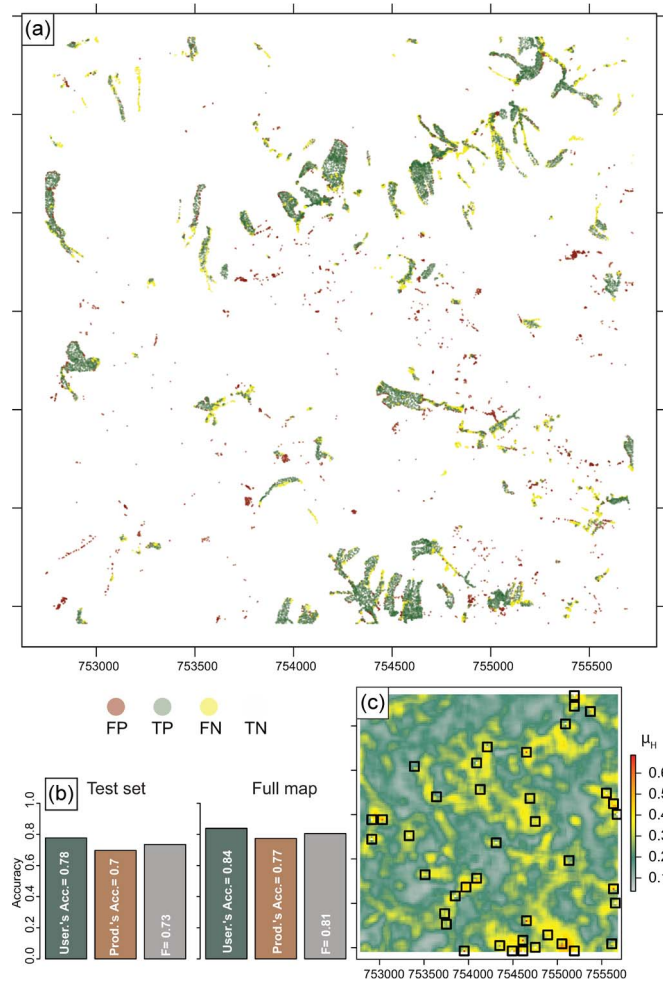 (a)
753000 753500 754000 754500 755000 755500
FP TP FN TN
(b)
Test set Full map
Accuracy
0.0 0.2 0.4 0.6 0.8 1.0
User.'s Acc.= 0.78
Prod.'s Acc.= 0.7
F= 0.73
User.'s Acc.= 0.84
Prod.'s Acc.= 0.77
F= 0.81
(c)
μH
0.6
0.5
0.4
0.3
0.2
0.1
753000 753500 754000 754500 755000 755500